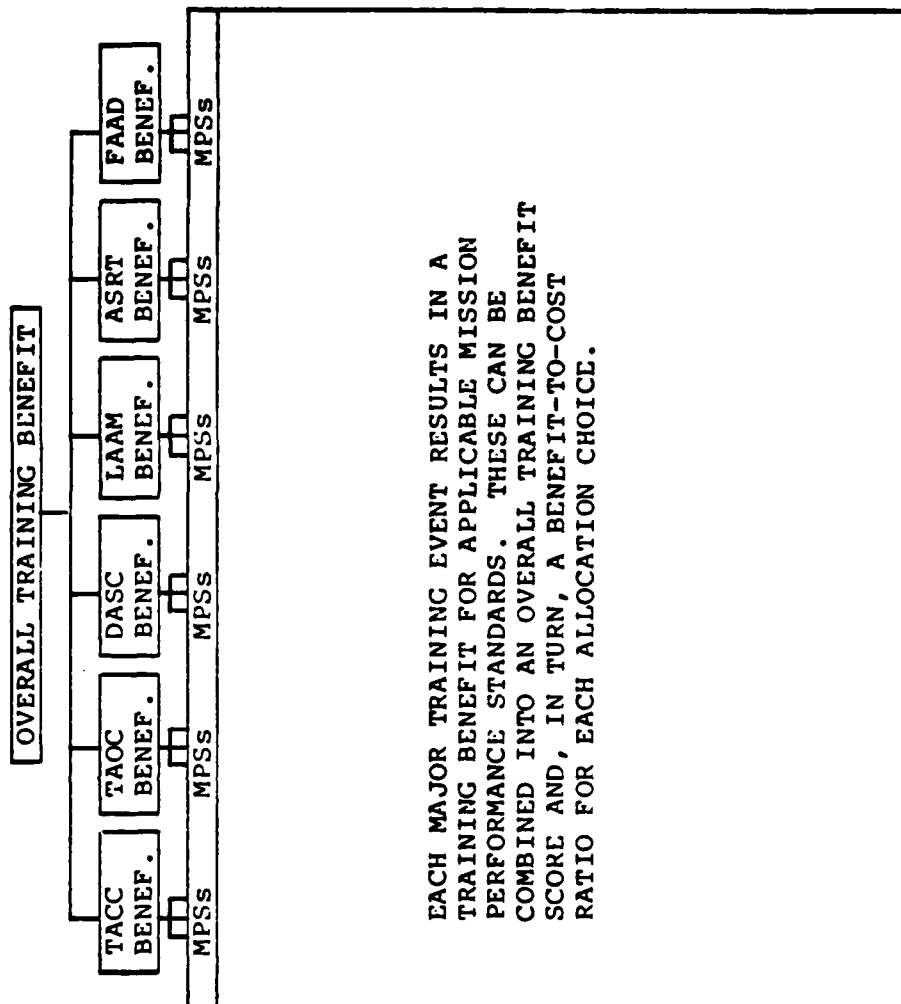 OVERALL TRAINING BENEFIT
TACC BENEF.
TAOC BENEF.
DASC BENEF.
LAAM BENEF.
ASRT BENEF.
FAAD BENEF.
MPSs
MPSs
MPSs
MPSs
MPSs
MPSs
EACH MAJOR TRAINING EVENT RESULTS IN A
TRAINING BENEFIT FOR APPLICABLE MISSION
PERFORMANCE STANDARDS. THESE CAN BE
COMBINED INTO AN OVERALL TRAINING BENEFIT
SCORE AND, IN TURN, A BENEFIT-TO-COST
RATIO FOR EACH ALLOCATION CHOICE.